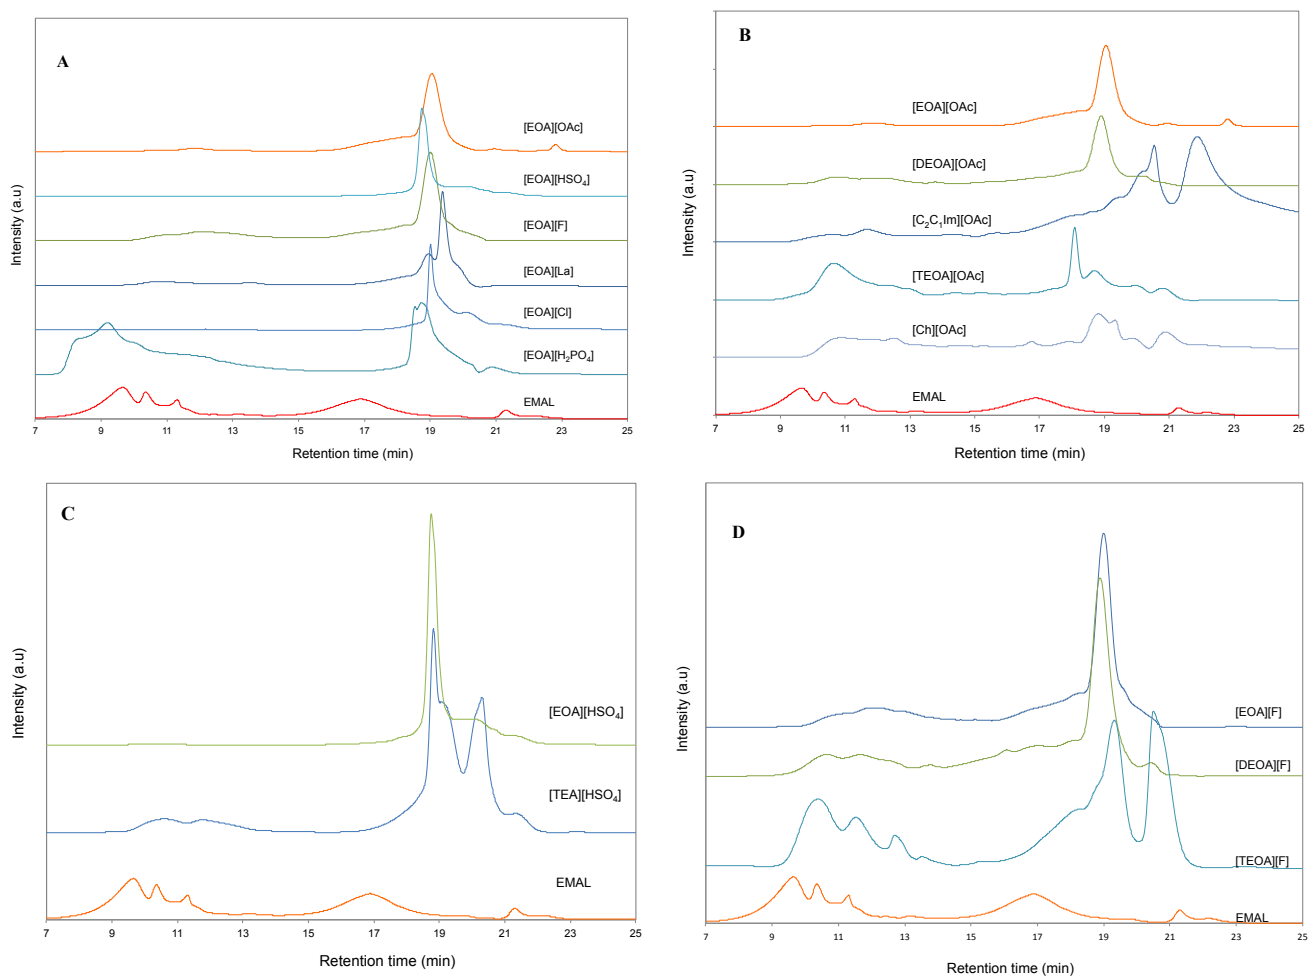 A
[EOA][OAc]
[EOA][HSO₄]
[EOA][F]
[EOA][La]
[EOA][Cl]
[EOA][H₂PO₄]
EMAL
Intensity (a.u)
7 9 11 13 15 17 19 21 23 25
Retention time (min)
B
[EOA][OAc]
[DEOA][OAc]
[C₂C₁Im][OAc]
[TEOA][OAc]
[Ch][OAc]
EMAL
Intensity (a.u)
7 9 11 13 15 17 19 21 23 25
Retention time (min)
C
[EOA][HSO₄]
[TEA][HSO₄]
EMAL
Intensity (a.u)
7 9 11 13 15 17 19 21 23 25
Retention time (min)
D
[EOA][F]
[DEOA][F]
[TEOA][F]
EMAL
Intensity (a.u)
7 9 11 13 15 17 19 21 23 25
Retention time (min)